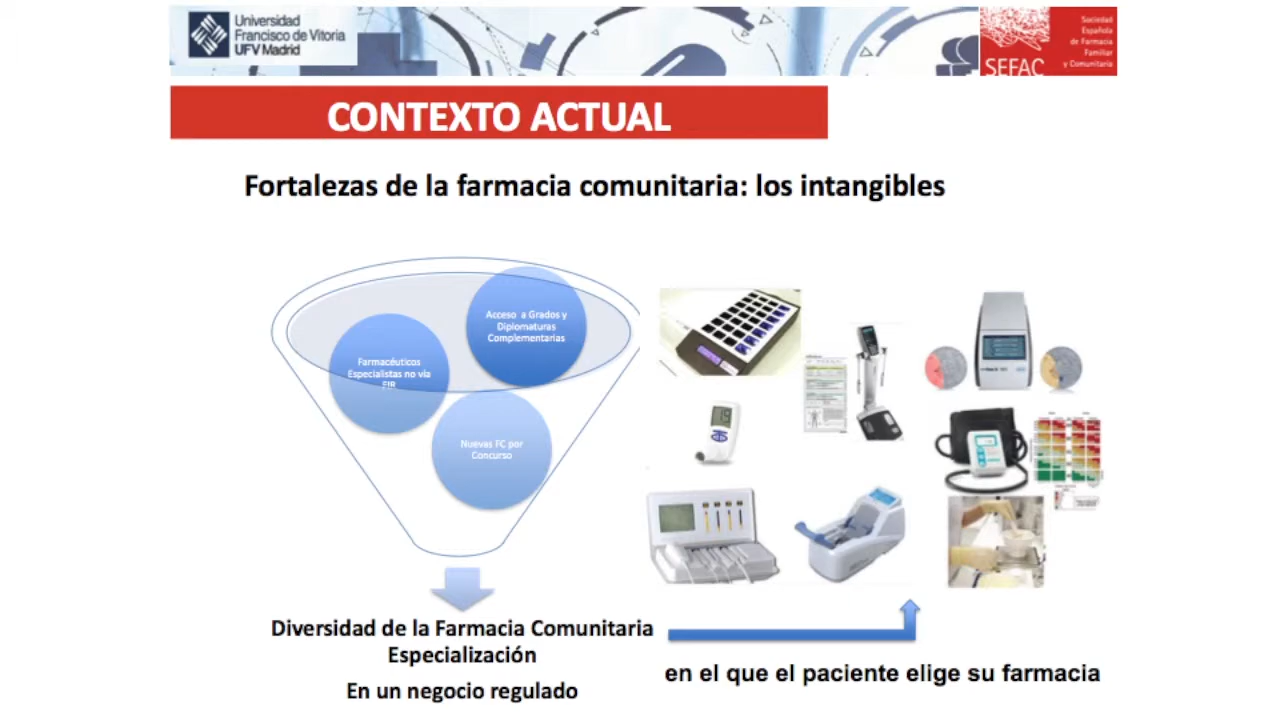 Universidad
Francisco de Vitoria
UFV Madrid
SEFAC
Sociedad
Española
de Farmacia
Familiar
y Comunitaria
CONTEXTO ACTUAL
Fortalezas de la farmacia comunitaria: los intangibles
Acceso a Grados y
Diplomaturas
Complementarias
Farmacéuticos
Especialistas no vía
FIR
Nuevas FC por
Concurso
Diversidad de la Farmacia Comunitaria
Especialización
En un negocio regulado
en el que el paciente elige su farmacia